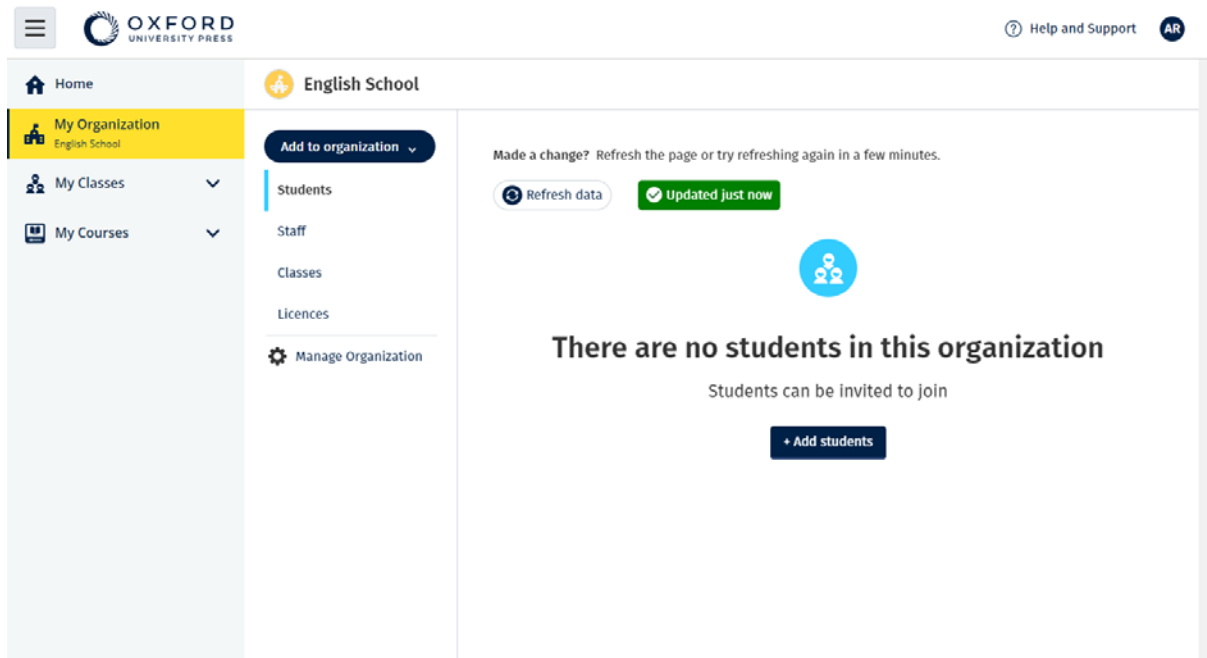 OXFORD
UNIVERSITY PRESS
Help and Support
AR
Home
My Organization
English School
My Classes
My Courses
English School
Add to organization
Students
Staff
Classes
Licences
Manage Organization
Made a change? Refresh the page or try refreshing again in a few minutes.
Refresh data
Updated just now
There are no students in this organization
Students can be invited to join
+ Add students